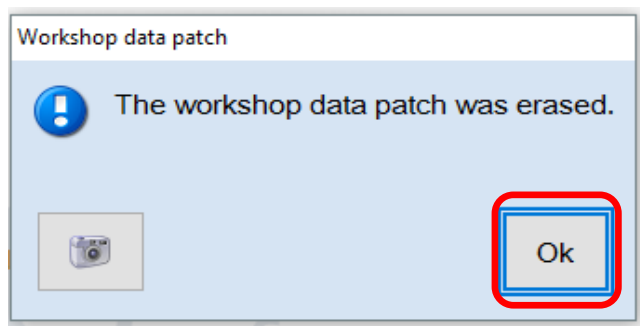 Workshop data patch
The workshop data patch was erased.
Ok